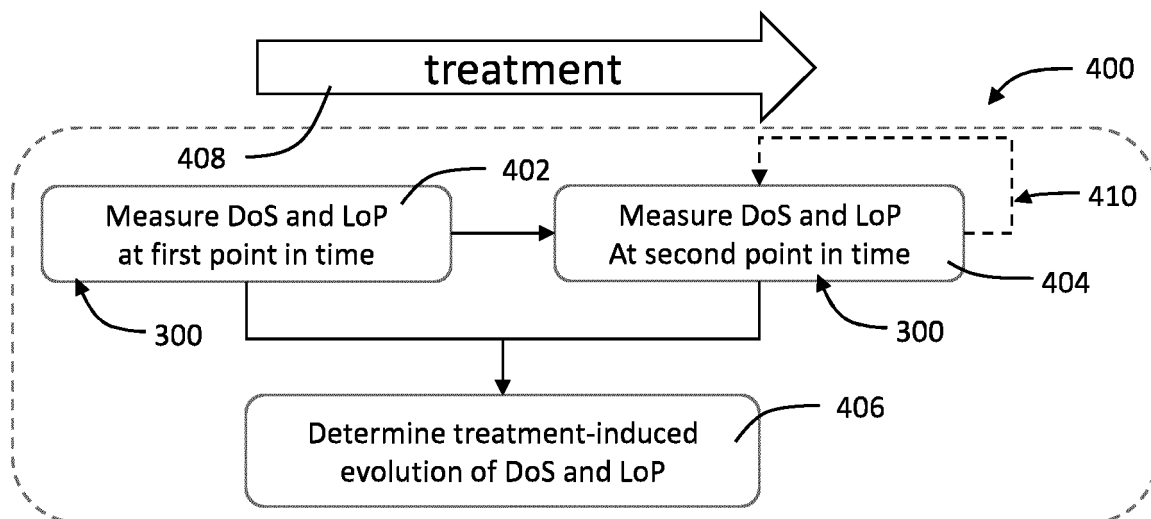 treatment
400
408
402
Measure DoS and LoP
at first point in time
Measure DoS and LoP
At second point in time
410
404
300
300
406
Determine treatment-induced
evolution of DoS and LoP